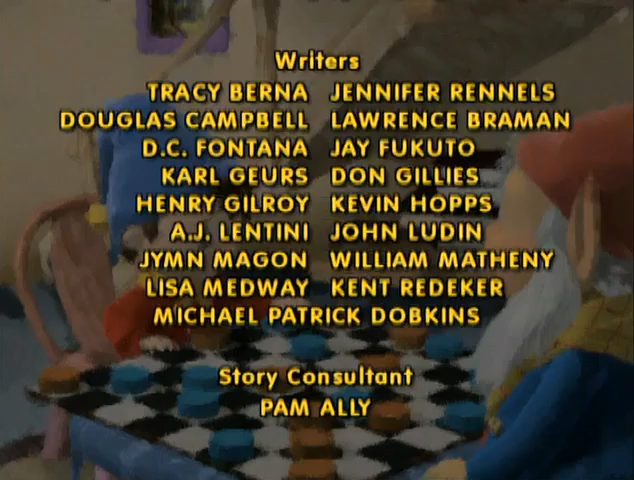 Writers
TRACY BERNA JENNIFER RENNELS
DOUGLAS CAMPBELL LAWRENCE BRAMAN
D.C. FONTANA JAY FUKUTO
KARL GEURS DON GILLIES
HENRY GILROY KEVIN HOPPS
A.J. LENTINI JOHN LUDIN
JYMN MAGON WILLIAM MATHENY
LISA MEDWAY KENT REDEKER
MICHAEL PATRICK DOBKINS
Story Consultant
PAM ALLY